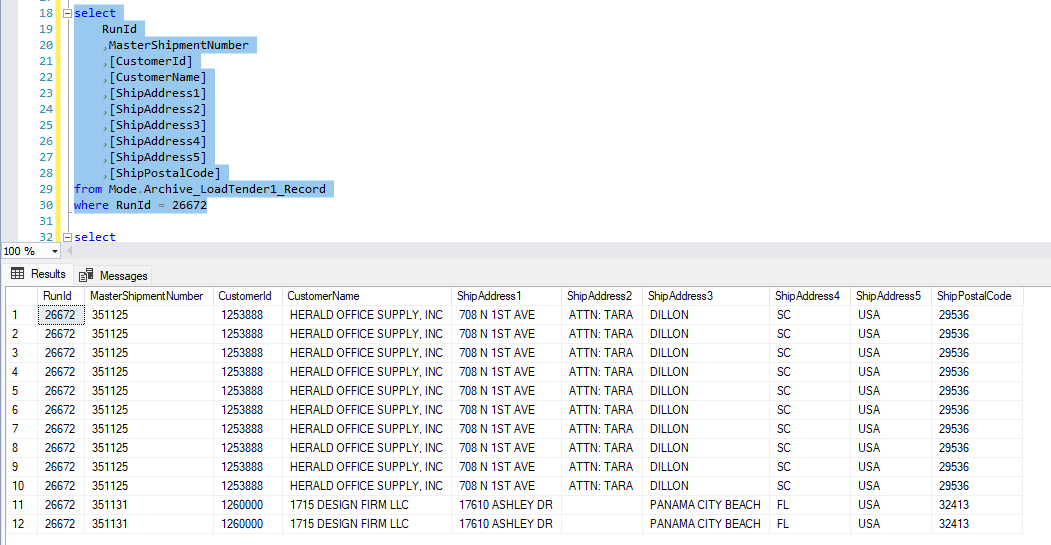 18 select
19 RunId
20 ,MasterShipmentNumber
21 ,[CustomerId]
22 ,[CustomerName]
23 ,[ShipAddress1]
24 ,[ShipAddress2]
25 ,[ShipAddress3]
26 ,[ShipAddress4]
27 ,[ShipAddress5]
28 ,[ShipPostalCode]
29 from Mode.Archive_LoadTender1_Record
30 where RunId = 26672
31
32 select
100 %
Results Messages
RunId MasterShipmentNumber CustomerId CustomerName ShipAddress1 ShipAddress2 ShipAddress3 ShipAddress4 ShipAddress5 ShipPostalCode
1 26672 351125 1253888 HERALD OFFICE SUPPLY, INC 708 N 1ST AVE ATTN: TARA DILLON SC USA 29536
2 26672 351125 1253888 HERALD OFFICE SUPPLY, INC 708 N 1ST AVE ATTN: TARA DILLON SC USA 29536
3 26672 351125 1253888 HERALD OFFICE SUPPLY, INC 708 N 1ST AVE ATTN: TARA DILLON SC USA 29536
4 26672 351125 1253888 HERALD OFFICE SUPPLY, INC 708 N 1ST AVE ATTN: TARA DILLON SC USA 29536
5 26672 351125 1253888 HERALD OFFICE SUPPLY, INC 708 N 1ST AVE ATTN: TARA DILLON SC USA 29536
6 26672 351125 1253888 HERALD OFFICE SUPPLY, INC 708 N 1ST AVE ATTN: TARA DILLON SC USA 29536
7 26672 351125 1253888 HERALD OFFICE SUPPLY, INC 708 N 1ST AVE ATTN: TARA DILLON SC USA 29536
8 26672 351125 1253888 HERALD OFFICE SUPPLY, INC 708 N 1ST AVE ATTN: TARA DILLON SC USA 29536
9 26672 351125 1253888 HERALD OFFICE SUPPLY, INC 708 N 1ST AVE ATTN: TARA DILLON SC USA 29536
10 26672 351125 1253888 HERALD OFFICE SUPPLY, INC 708 N 1ST AVE ATTN: TARA DILLON SC USA 29536
11 26672 351131 1260000 1715 DESIGN FIRM LLC 17610 ASHLEY DR PANAMA CITY BEACH FL USA 32413
12 26672 351131 1260000 1715 DESIGN FIRM LLC 17610 ASHLEY DR PANAMA CITY BEACH FL USA 32413